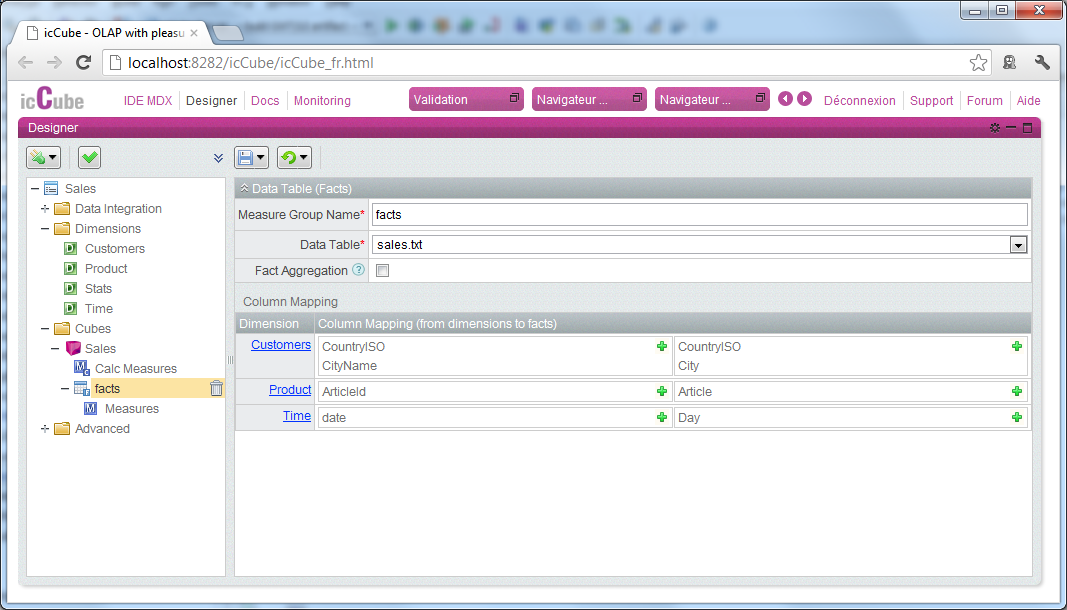 icCube - OLAP with pleasu
localhost:8282/icCube/icCube_fr.html
icCube
IDE MDX Designer Docs Monitoring Validation Navigateur ... Navigateur ... Déconnexion Support Forum Aide
Designer
Sales
Data Integration
Dimensions
Customers
Product
Stats
Time
Cubes
Sales
Calc Measures
facts
Measures
Advanced
Data Table (Facts)
Measure Group Name* facts
Data Table* sales.txt
Fact Aggregation ?
Column Mapping
Dimension Column Mapping (from dimensions to facts)
Customers CountryISO CountryISO
CityName City
Product ArticleId Article
Time date Day